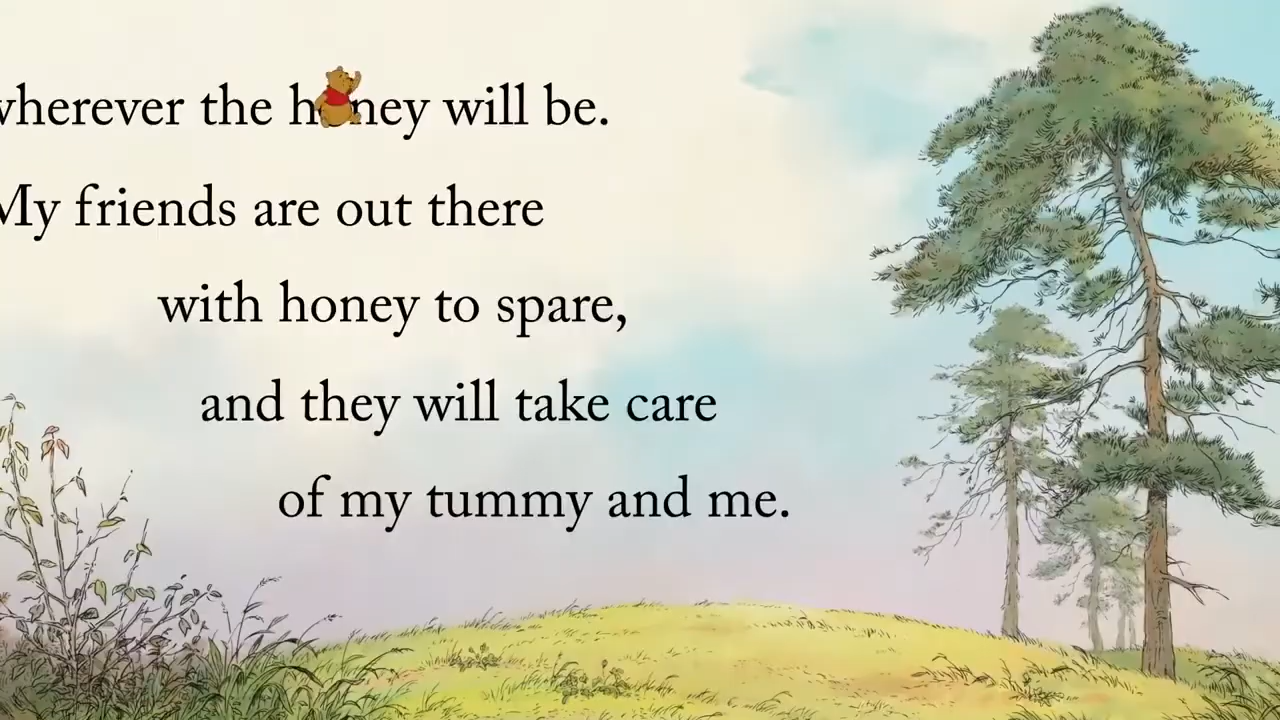 wherever the honey will be.
My friends are out there
with honey to spare,
and they will take care
of my tummy and me.